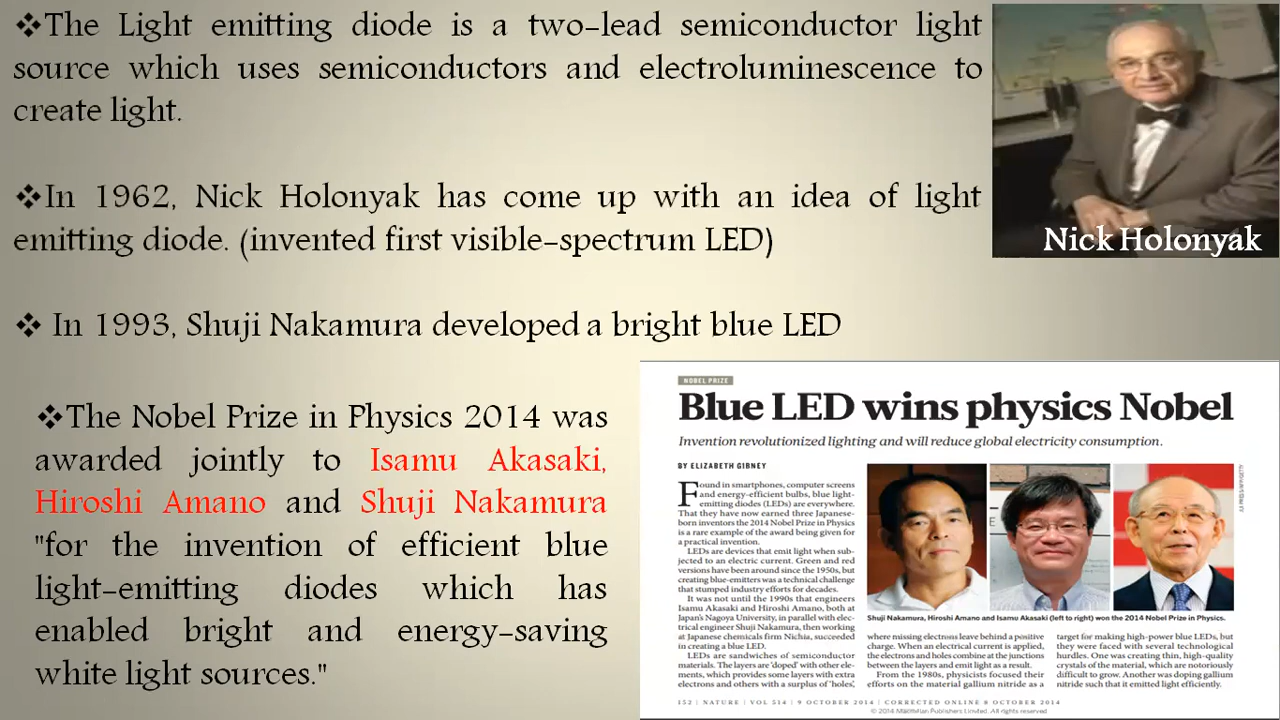 ❖The Light emitting diode is a two-lead semiconductor light
source which uses semiconductors and electroluminescence to
create light.
❖In 1962, Nick Holonyak has come up with an idea of light
emitting diode. (invented first visible-spectrum LED)
Nick Holonyak
❖ In 1993, Shuji Nakamura developed a bright blue LED
❖The Nobel Prize in Physics 2014 was
awarded jointly to Isamu Akasaki,
Hiroshi Amano and Shuji Nakamura
"for the invention of efficient blue
light-emitting diodes which has
enabled bright and energy-saving
white light sources."
NOBEL PRIZE
Blue LED wins physics Nobel
Invention revolutionized lighting and will reduce global electricity consumption.
BY ELIZABETH GIBNEY
Found in smartphones, computer screens
and energy-efficient bulbs, blue light-
emitting diodes (LEDs) are everywhere.
That they have now earned three Japanese-
born inventors the 2014 Nobel Prize in Physics
is a rare example of the award being given for
a practical invention.
LEDs are devices that emit light when sub-
jected to an electric current. Green and red
versions have been around since the 1950s, but
creating blue-emitters was a technical challenge
that stumped industry efforts for decades.
It was not until the 1990s that engineers
Isamu Akasaki and Hiroshi Amano, both at
Japan's Nagoya University, in parallel with elec-
trical engineer Shuji Nakamura, then working
at Japanese chemicals firm Nichia, succeeded
in creating a blue LED.
LEDs are sandwiches of semiconductor
materials. The layers are 'doped' with other ele-
ments, which provides some layers with extra
electrons and others with a surplus of 'holes',
Shuji Nakamura, Hiroshi Amano and Isamu Akasaki (left to right) won the 2014 Nobel Prize in Physics.
where missing electrons leave behind a positive
charge. When an electrical current is applied,
the electrons and holes combine at the junctions
between the layers and emit light as a result.
From the 1980s, physicists focused their
efforts on the material gallium nitride as a
target for making high-power blue LEDs, but
they were faced with several technological
hurdles. One was creating thin, high-quality
crystals of the material, which are notoriously
difficult to grow. Another was doping gallium
nitride such that it emitted light efficiently.
152 | NATURE | VOL 514 | 9 OCTOBER 2014 | CORRECTED ONLINE 8 OCTOBER 2014
© 2014 Macmillan Publishers Limited. All rights reserved